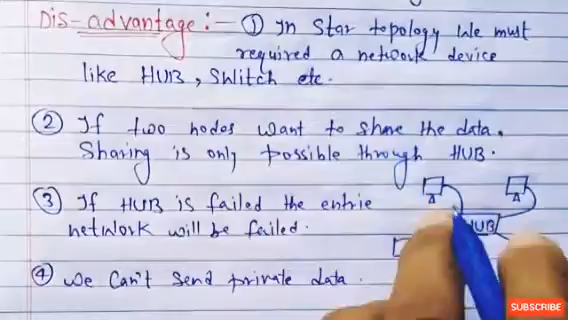 Dis-advantage :- ① In Star topology we must
required a network device
like HUB, Switch etc.
② If two nodes want to share the data.
Sharing is only possible through HUB.
③ If HUB is failed the entrie
network will be failed.
A
A
HUB
④ We can't send private data.
SUBSCRIBE